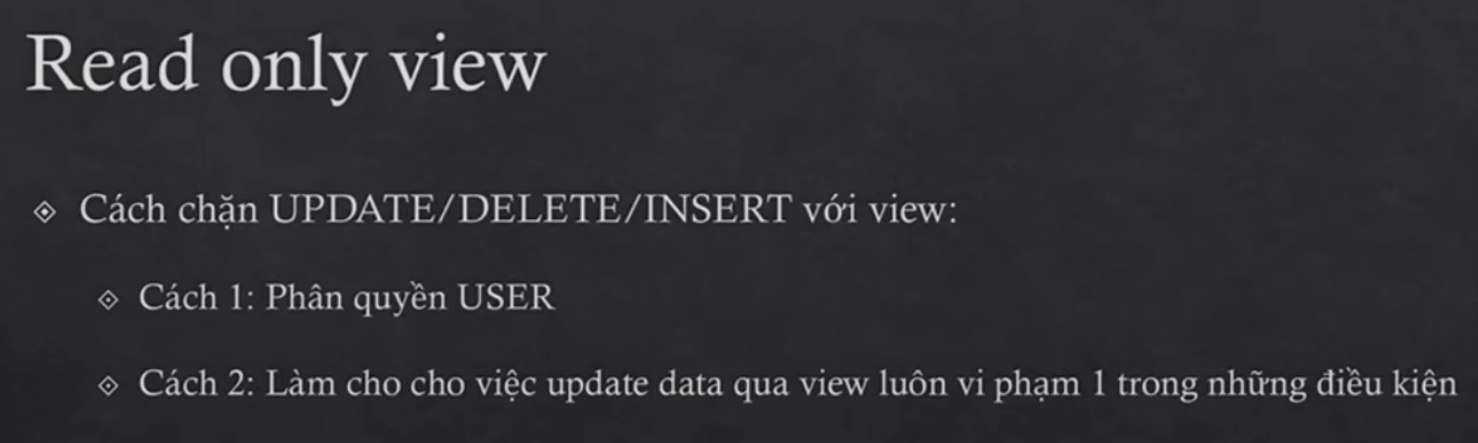 Read only view
Cách chặn UPDATE/DELETE/INSERT với view:
Cách 1: Phân quyền USER
Cách 2: Làm cho cho việc update data qua view luôn vi phạm 1 trong những điều kiện